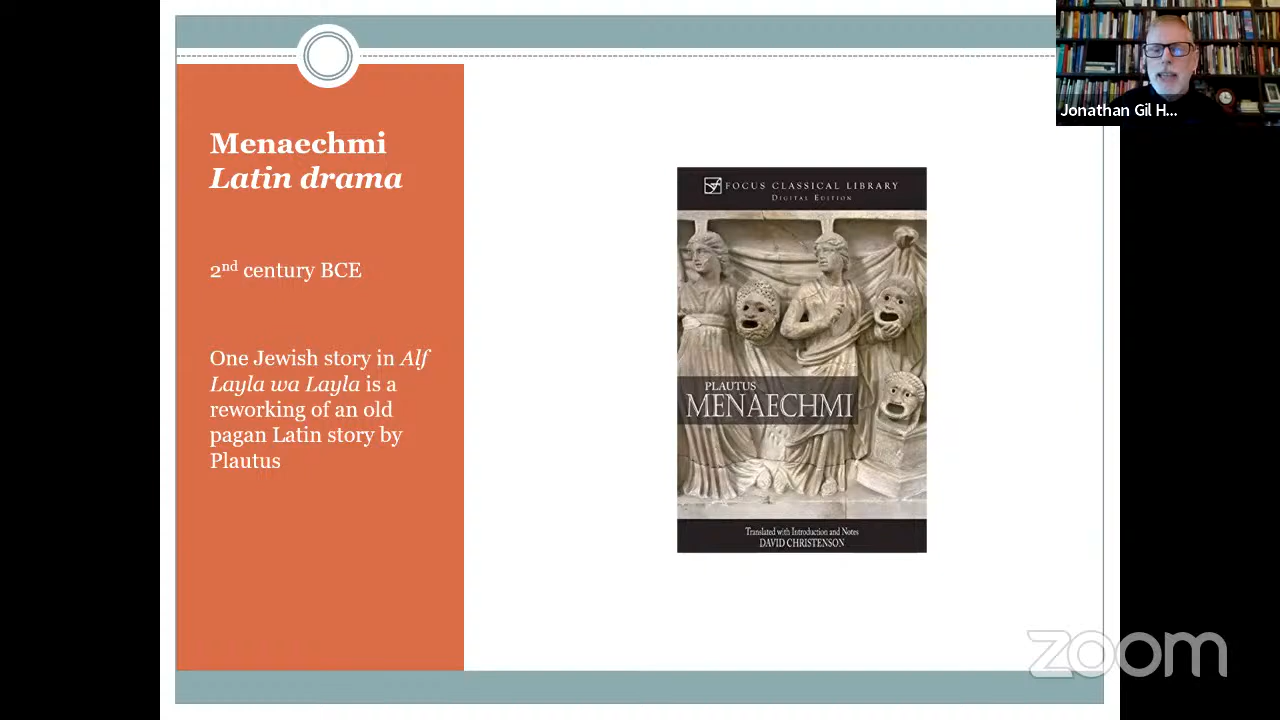 Menaechmi
Latin drama
2nd century BCE
One Jewish story in Alf
Layla wa Layla is a
reworking of an old
pagan Latin story by
Plautus
FOCUS CLASSICAL LIBRARY
DIGITAL EDITION
PLAUTUS
MENAECHMI
Translated with Introduction and Notes
DAVID CHRISTENSON
Jonathan Gil H...
zoom